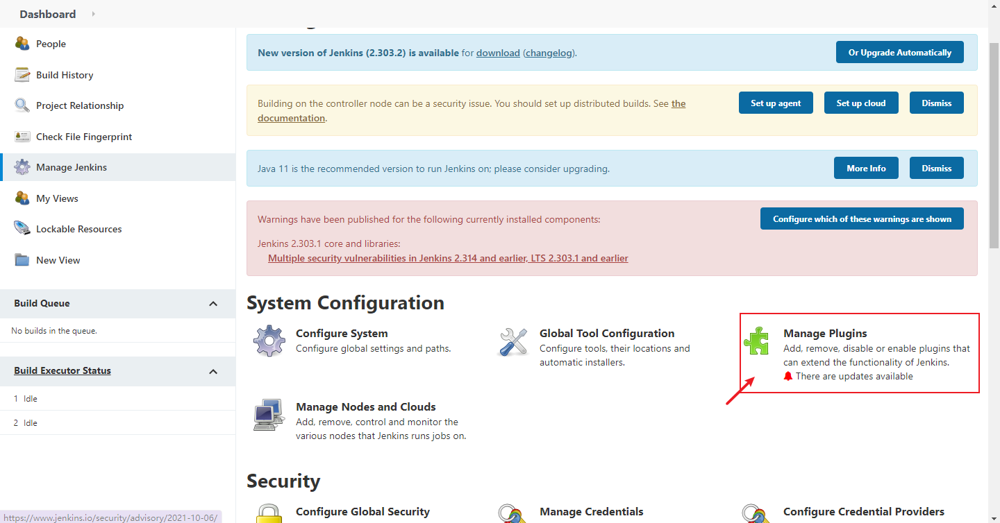 Dashboard
People
Build History
Project Relationship
Check File Fingerprint
Manage Jenkins
My Views
Lockable Resources
New View
Build Queue
No builds in the queue.
Build Executor Status
1 Idle
2 Idle
New version of Jenkins (2.303.2) is available for download (changelog).
Or Upgrade Automatically
Building on the controller node can be a security issue. You should set up distributed builds. See the
documentation.
Set up agent
Set up cloud
Dismiss
Java 11 is the recommended version to run Jenkins on; please consider upgrading.
More Info
Dismiss
Warnings have been published for the following currently installed components:
Configure which of these warnings are shown
Jenkins 2.303.1 core and libraries:
Multiple security vulnerabilities in Jenkins 2.314 and earlier, LTS 2.303.1 and earlier
System Configuration
Configure System
Configure global settings and paths.
Global Tool Configuration
Configure tools, their locations and
automatic installers.
Manage Plugins
Add, remove, disable or enable plugins that
can extend the functionality of Jenkins.
There are updates available
Manage Nodes and Clouds
Add, remove, control and monitor the
various nodes that Jenkins runs jobs on.
Security
Configure Global Security
Manage Credentials
Configure Credential Providers
https://www.jenkins.io/security/advisory/2021-10-06/